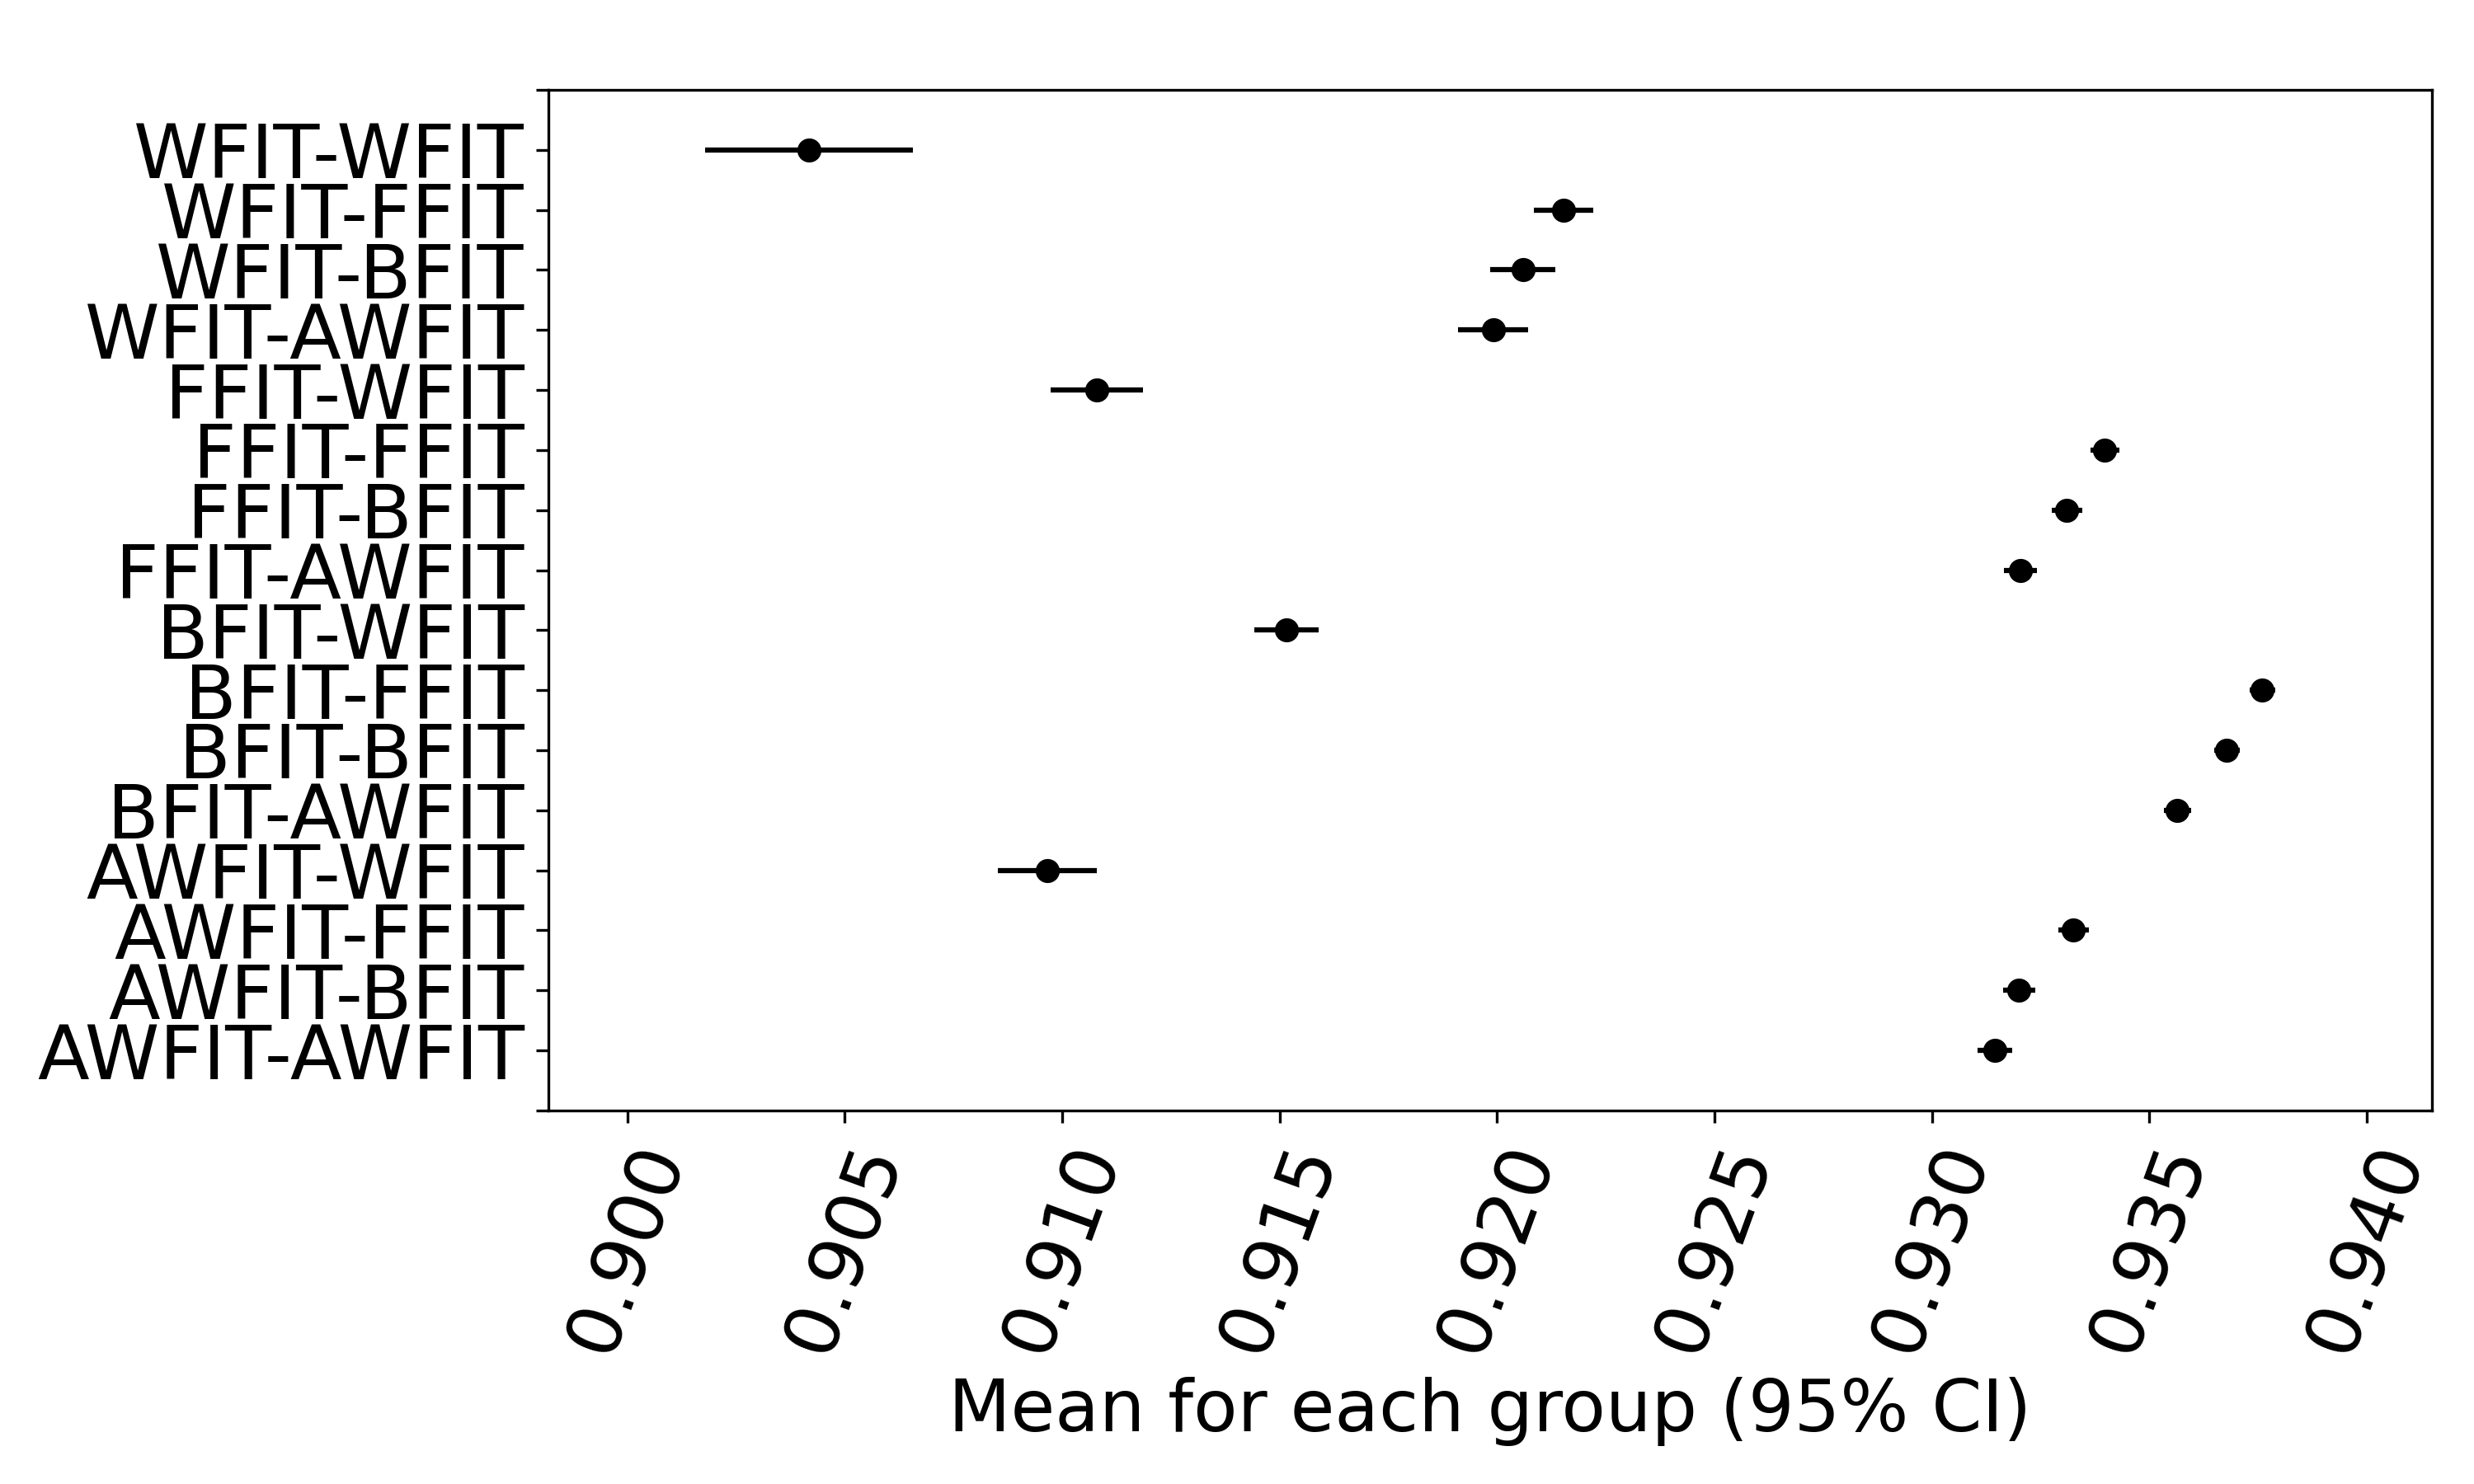 WFIT-WFIT
WFIT-FFIT
WFIT-BFIT
WFIT-AWFIT
FFIT-WFIT
FFIT-FFIT
FFIT-BFIT
FFIT-AWFIT
BFIT-WFIT
BFIT-FFIT
BFIT-BFIT
BFIT-AWFIT
AWFIT-WFIT
AWFIT-FFIT
AWFIT-BFIT
AWFIT-AWFIT
0.900
0.905
0.910
0.915
0.920
0.925
0.930
0.935
0.940
Mean for each group (95% CI)